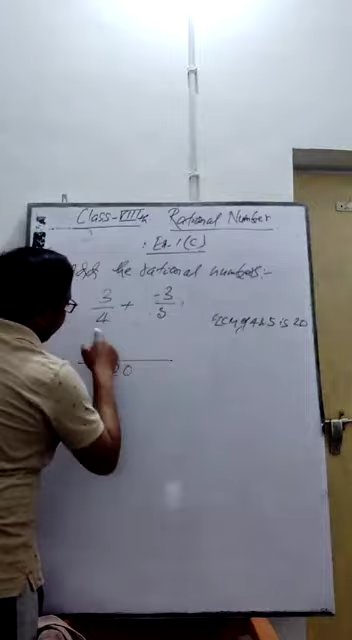 Class-VIII Rational Number
: Ex. 1(C)
Add the rational numbers:-
3/4 + -3/5
LCM of 4 & 5 is 20
20